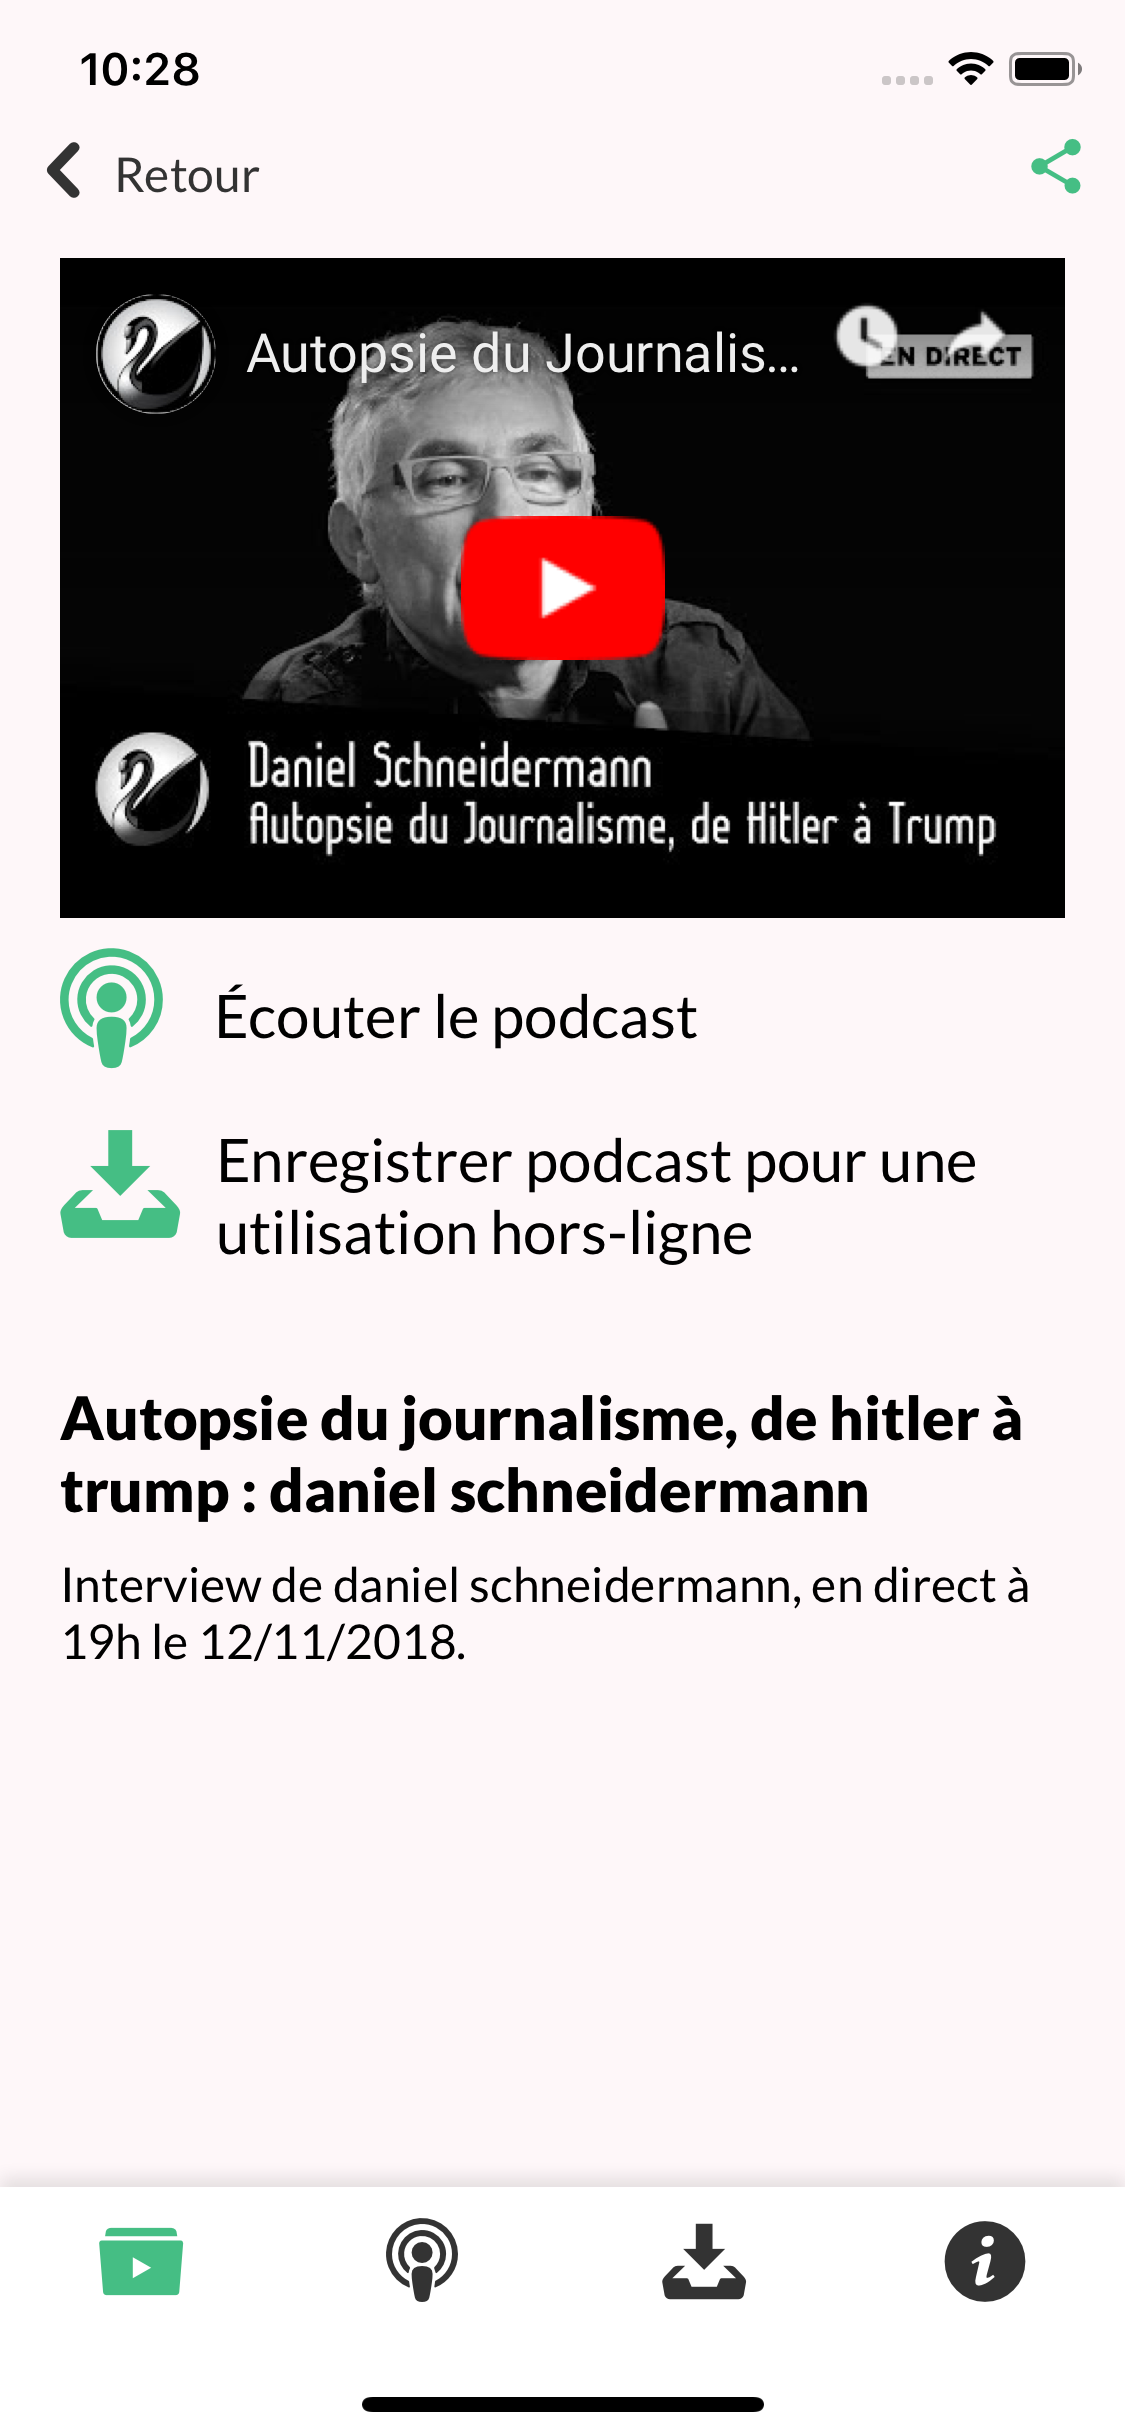 10:28
Retour
Autopsie du Journalis...
EN DIRECT
Daniel Schneidermann
Autopsie du Journalisme, de Hitler à Trump
Écouter le podcast
Enregistrer podcast pour une
utilisation hors-ligne
Autopsie du journalisme, de hitler à
trump : daniel schneidermann
Interview de daniel schneidermann, en direct à
19h le 12/11/2018.